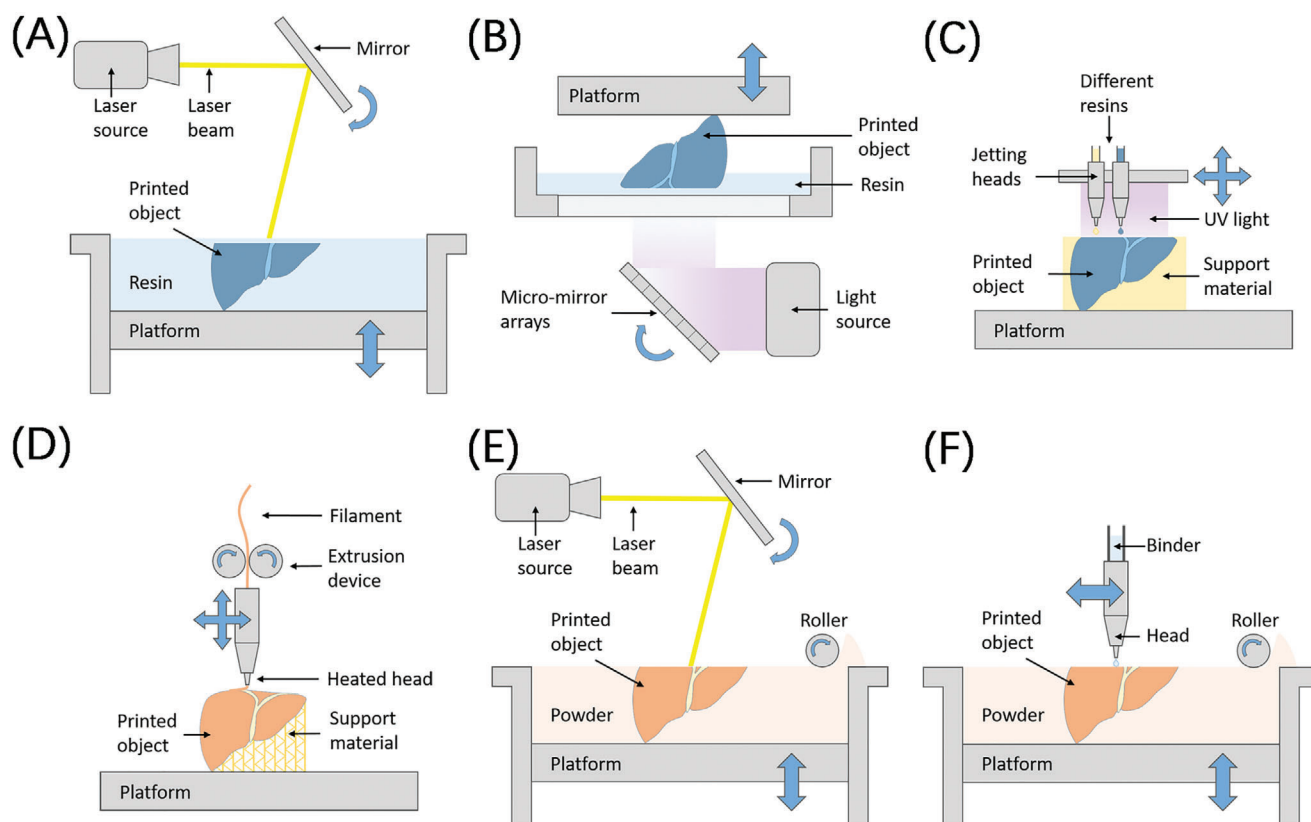 (A)
Mirror
Laser
source
Laser
beam
Printed
object
Resin
Platform
(B)
Platform
Printed
object
Resin
Micro-mirror
arrays
Light
source
(C)
Different
resins
Jetting
heads
UV light
Printed
object
Support
material
Platform
(D)
Filament
Extrusion
device
Heated head
Printed
object
Support
material
Platform
(E)
Mirror
Laser
source
Laser
beam
Printed
object
Roller
Powder
Platform
(F)
Binder
Printed
object
Head
Roller
Powder
Platform